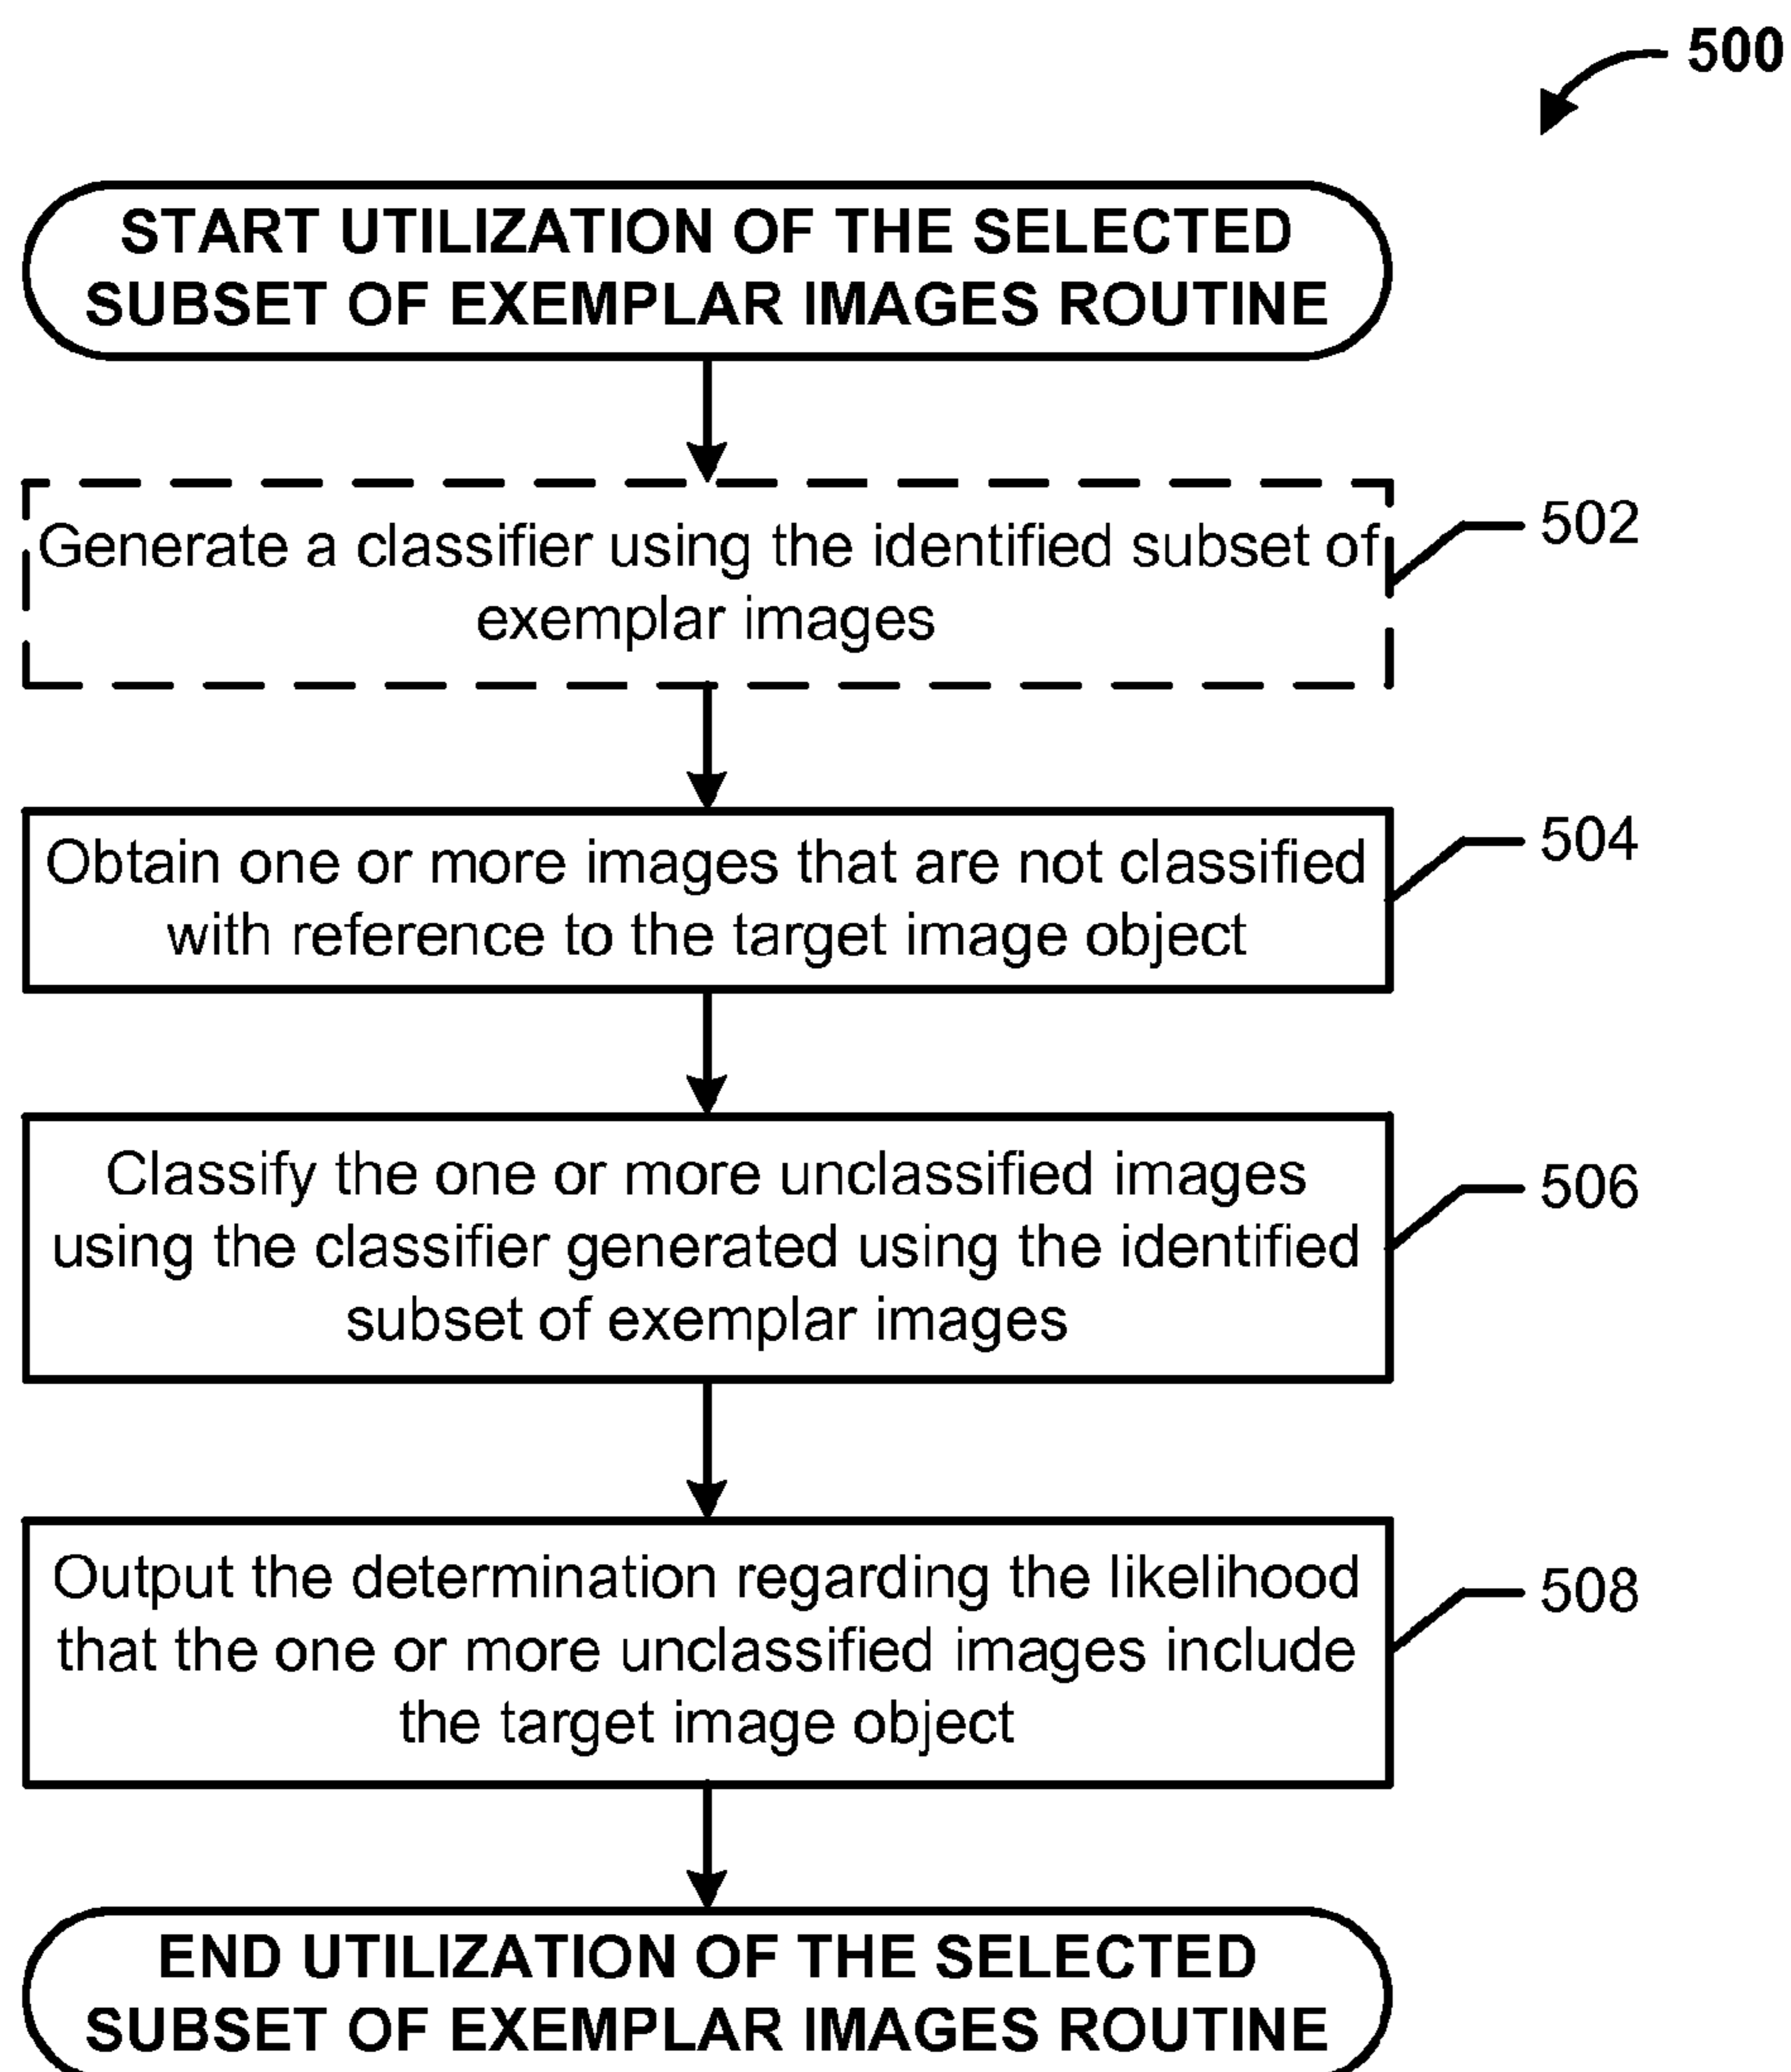 500
START UTILIZATION OF THE SELECTED
SUBSET OF EXEMPLAR IMAGES ROUTINE
Generate a classifier using the identified subset of
exemplar images
502
Obtain one or more images that are not classified
with reference to the target image object
504
Classify the one or more unclassified images
using the classifier generated using the identified
subset of exemplar images
506
Output the determination regarding the likelihood
that the one or more unclassified images include
the target image object
508
END UTILIZATION OF THE SELECTED
SUBSET OF EXEMPLAR IMAGES ROUTINE